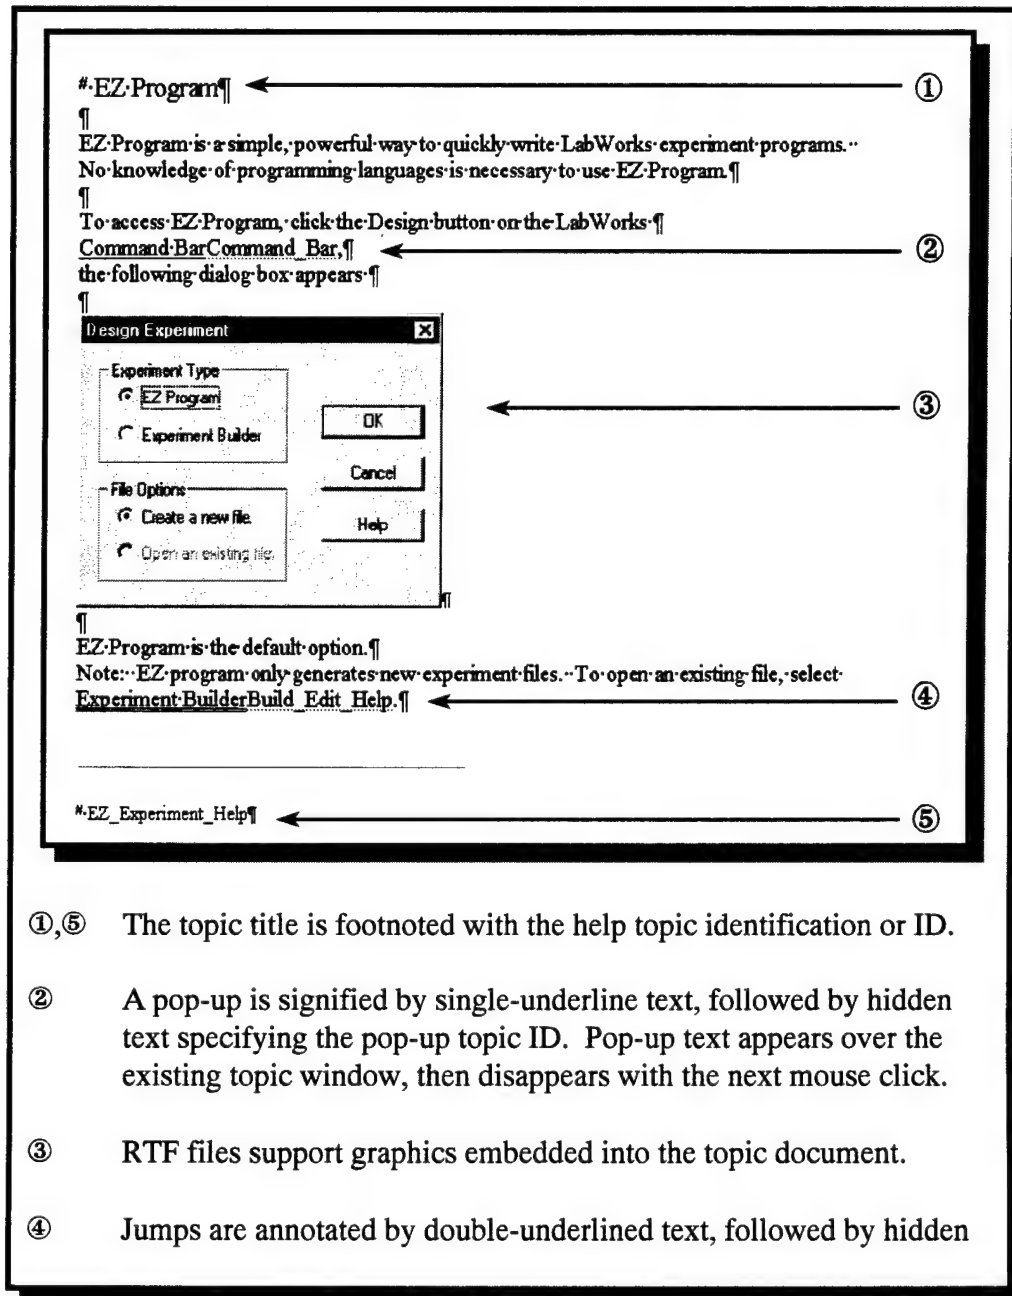 #·EZ·Program¶ ①
¶
EZ·Program·is·a·simple,·powerful·way·to·quickly·write·LabWorks·experiment·programs.··
No·knowledge·of·programming·languages·is·necessary·to·use·EZ·Program.¶
¶
To·access·EZ·Program,·click·the·Design·button·on·the·LabWorks·¶
Command·BarCommand_Bar,¶ ②
the·following·dialog·box·appears·¶
¶
Design Experiment
Experiment Type
EZ Program
Experiment Builder
OK
Cancel
Help
File Options
Create a new file.
Open an existing file.
③
¶
¶
EZ·Program·is·the·default·option.¶
Note:··EZ·program·only·generates·new·experiment·files.··To·open·an·existing·file,·select·
Experiment·BuilderBuild_Edit_Help.¶ ④
#·EZ_Experiment_Help¶ ⑤
①,⑤ The topic title is footnoted with the help topic identification or ID.
② A pop-up is signified by single-underline text, followed by hidden
text specifying the pop-up topic ID. Pop-up text appears over the
existing topic window, then disappears with the next mouse click.
③ RTF files support graphics embedded into the topic document.
④ Jumps are annotated by double-underlined text, followed by hidden